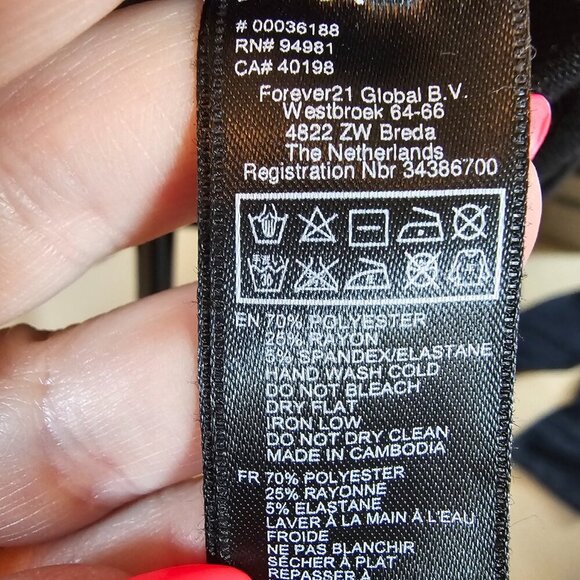 # 00036188
RN# 94981
CA# 40198
Forever21 Global B.V.
Westbroek 64-66
4822 ZW Breda
The Netherlands
Registration Nbr 34386700
EN 70% POLYESTER
25% RAYON
5% SPANDEX/ELASTANE
HAND WASH COLD
DO NOT BLEACH
DRY FLAT
IRON LOW
DO NOT DRY CLEAN
MADE IN CAMBODIA
FR 70% POLYESTER
25% RAYONNE
5% ELASTANE
LAVER À LA MAIN À L'EAU
FROIDE
NE PAS BLANCHIR
SÉCHER À PLAT
REPASSER À